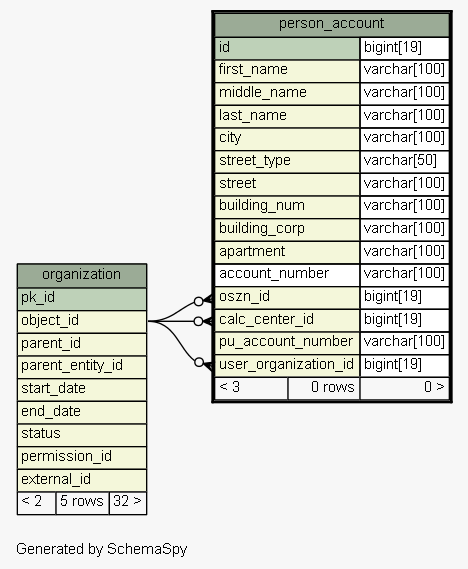 person_account
id bigint[19]
first_name varchar[100]
middle_name varchar[100]
last_name varchar[100]
city varchar[100]
street_type varchar[50]
street varchar[100]
building_num varchar[100]
building_corp varchar[100]
apartment varchar[100]
account_number varchar[100]
oszn_id bigint[19]
calc_center_id bigint[19]
pu_account_number varchar[100]
user_organization_id bigint[19]
< 3 0 rows 0 >
organization
pk_id
object_id
parent_id
parent_entity_id
start_date
end_date
status
permission_id
external_id
< 2 5 rows 32 >
Generated by SchemaSpy